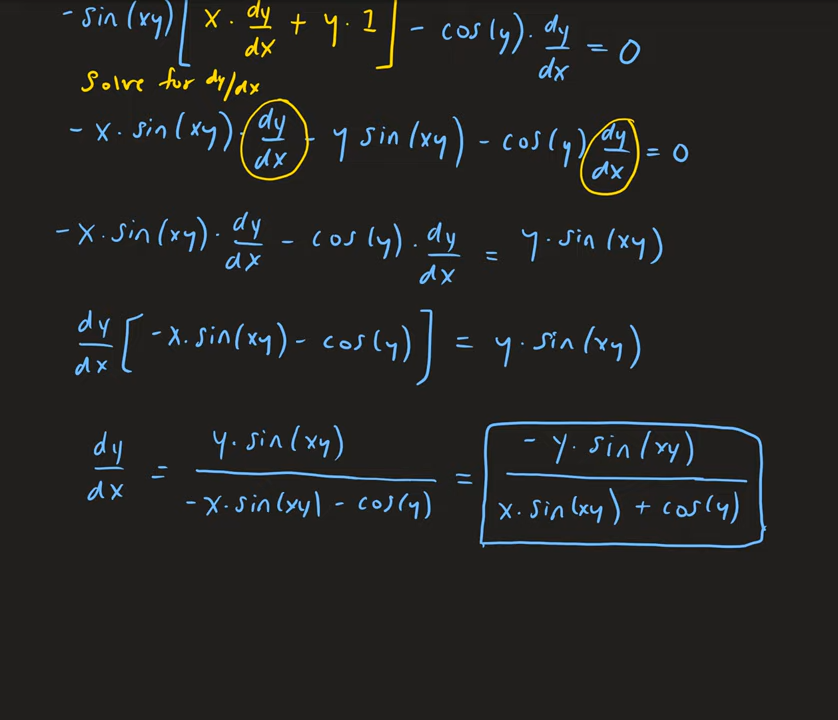 - sin(xy) [ x · dy/dx + y · 1 ] - cos(y) · dy/dx = 0
Solve for dy/dx
- x · sin(xy) · dy/dx - y sin(xy) - cos(y) dy/dx = 0
- x · sin(xy) · dy/dx - cos(y) · dy/dx = y · sin(xy)
dy/dx [ - x · sin(xy) - cos(y) ] = y · sin(xy)
dy/dx = y · sin(xy) / - x · sin(xy) - cos(y) = - y · sin(xy) / x · sin(xy) + cos(y)